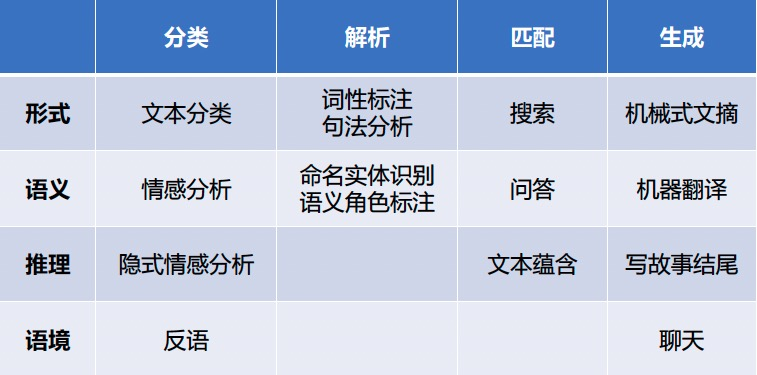 分类 解析 匹配 生成
形式 文本分类 词性标注 句法分析 搜索 机械式文摘
语义 情感分析 命名实体识别 语义角色标注 问答 机器翻译
推理 隐式情感分析 文本蕴含 写故事结尾
语境 反语 聊天